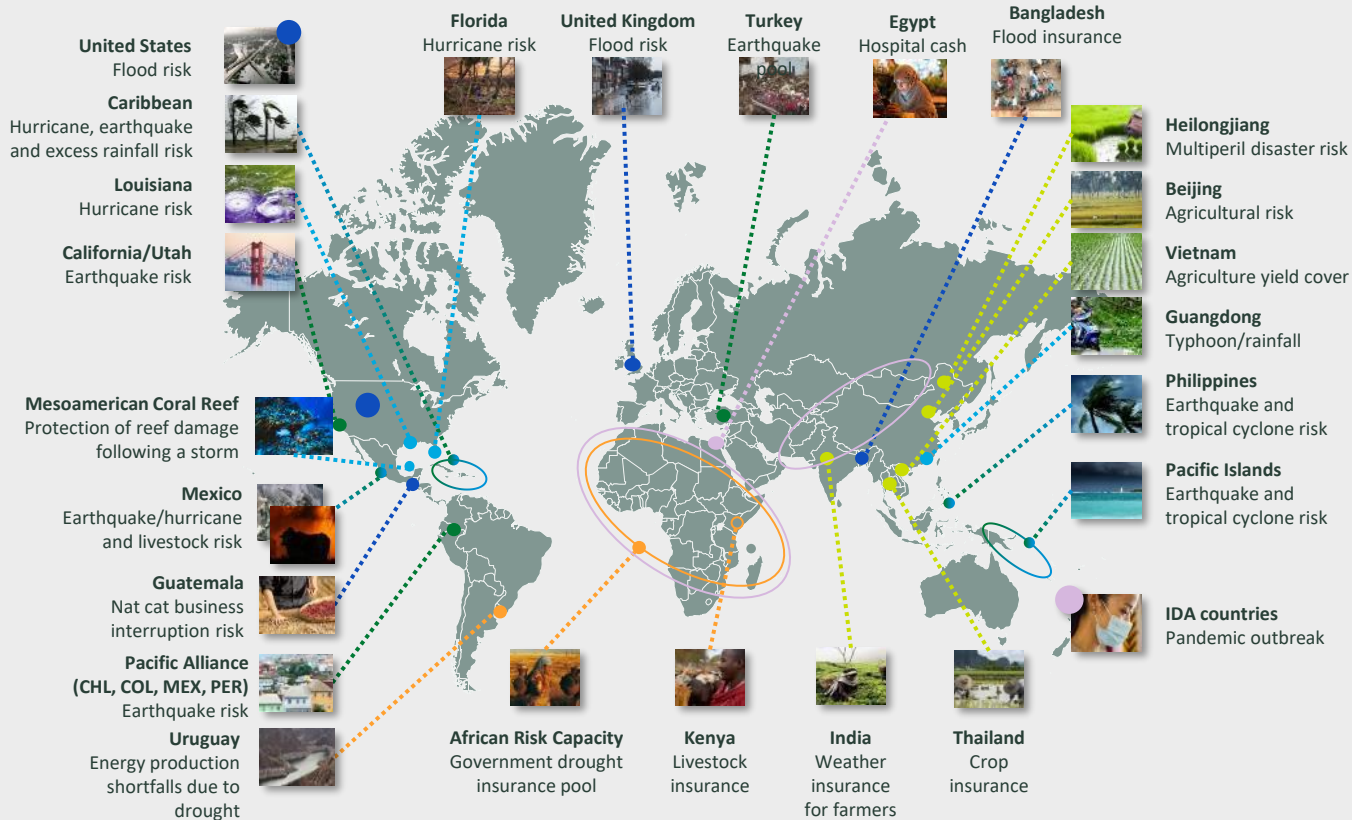 Florida
Hurricane risk
United Kingdom
Flood risk
Turkey
Earthquake
pool
Egypt
Hospital cash
Bangladesh
Flood insurance
United States
Flood risk
Caribbean
Hurricane, earthquake
and excess rainfall risk
Louisiana
Hurricane risk
California/Utah
Earthquake risk
Mesoamerican Coral Reef
Protection of reef damage
following a storm
Mexico
Earthquake/hurricane
and livestock risk
Guatemala
Nat cat business
interruption risk
Pacific Alliance
(CHL, COL, MEX, PER)
Earthquake risk
Uruguay
Energy production
shortfalls due to
drought
African Risk Capacity
Government drought
insurance pool
Kenya
Livestock
insurance
India
Weather
insurance
for farmers
Thailand
Crop
insurance
Heilongjiang
Multiperil disaster risk
Beijing
Agricultural risk
Vietnam
Agriculture yield cover
Guangdong
Typhoon/rainfall
Philippines
Earthquake and
tropical cyclone risk
Pacific Islands
Earthquake and
tropical cyclone risk
IDA countries
Pandemic outbreak